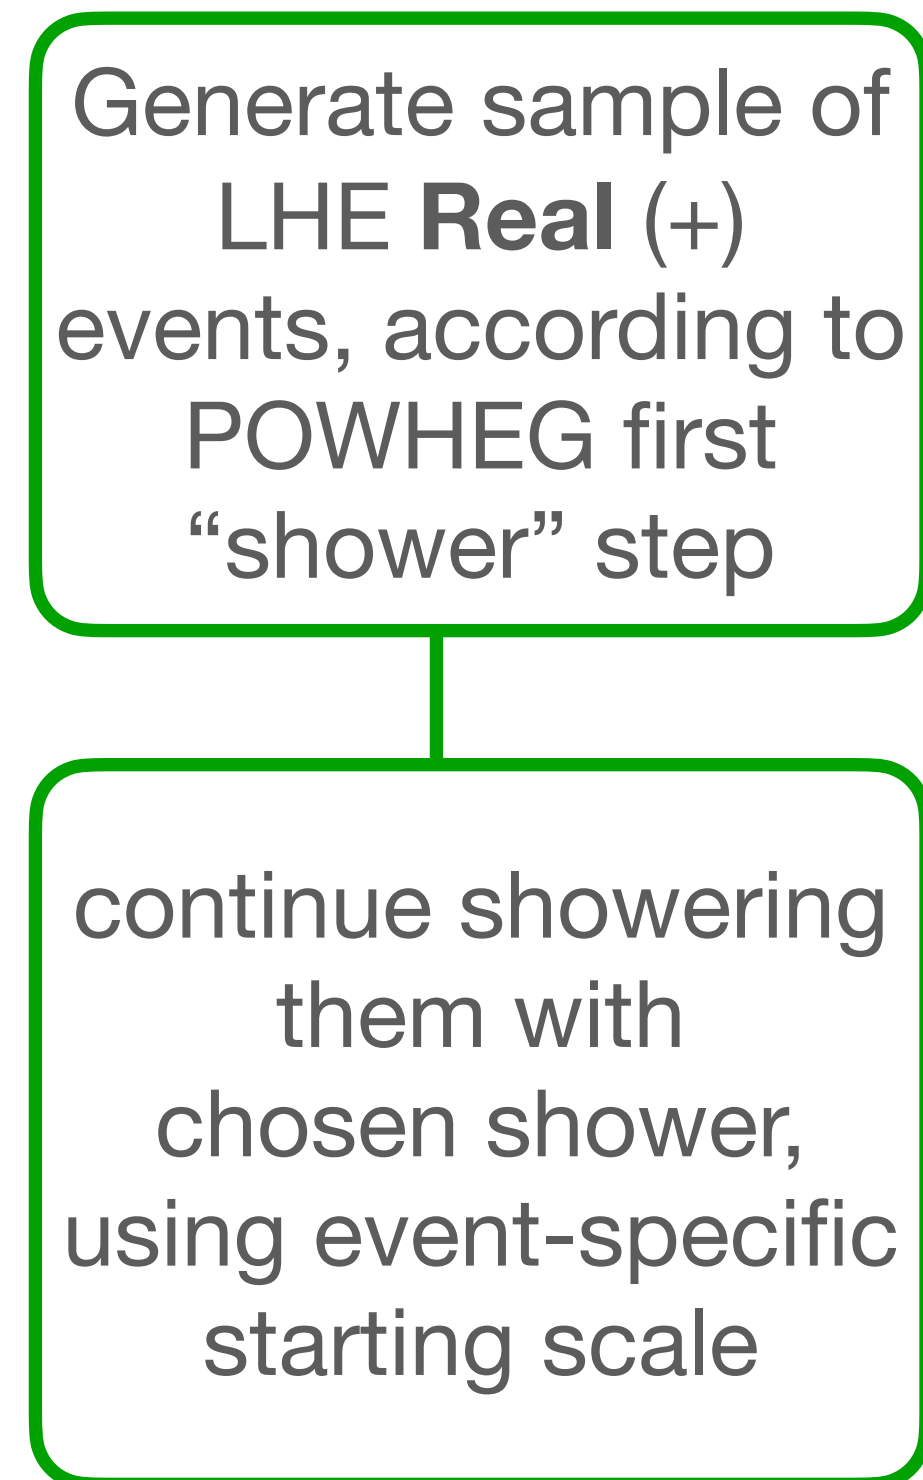 Generate sample of
LHE Real (+)
events, according to
POWHEG first
“shower” step
continue showering
them with
chosen shower,
using event-specific
starting scale